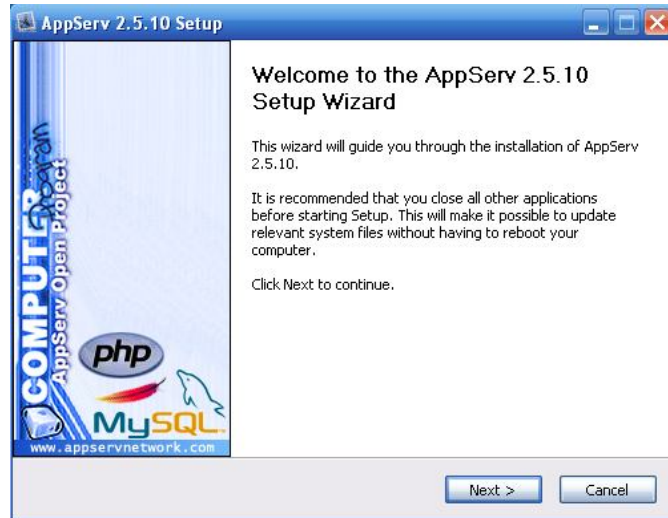 AppServ 2.5.10 Setup
COMPUTER
Program
AppServ Open Project
php
MySQL
www.appservnetwork.com
Welcome to the AppServ 2.5.10
Setup Wizard
This wizard will guide you through the installation of AppServ
2.5.10.
It is recommended that you close all other applications
before starting Setup. This will make it possible to update
relevant system files without having to reboot your
computer.
Click Next to continue.
Next >
Cancel